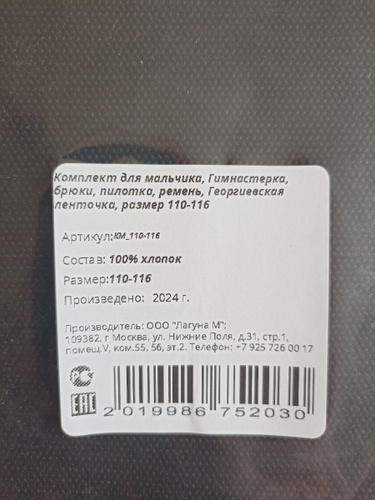 Комплект для мальчика, Гимнастерка,
брюки, пилотка, ремень, Георгиевская
ленточка, размер 110-116
Артикул:КМ_110-116
Состав: 100% хлопок
Размер:110-116
Произведено: 2024 г.
Производитель: ООО "Лагуна М";
109382, г Москва, ул. Нижние Поля, д.31, стр.1,
помещ.V, ком.55, 56, эт.2. Телефон: +7 925 726 00 17
EAC
2 019986 752030